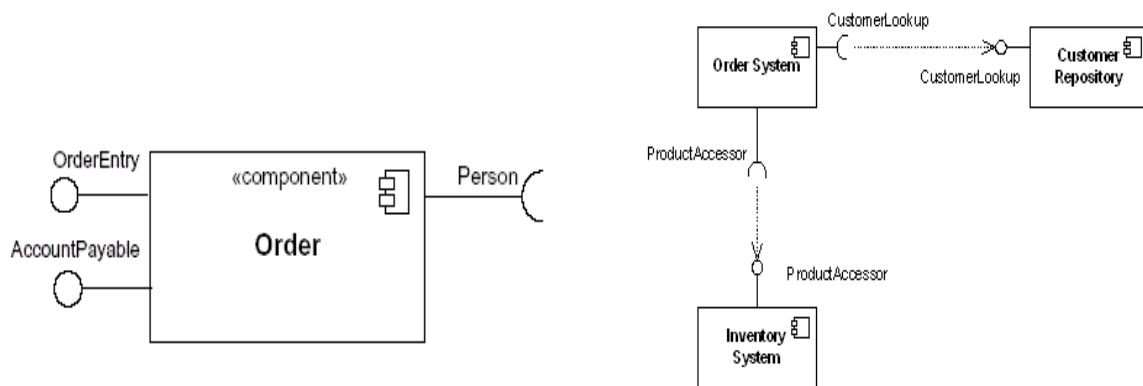 OrderEntry
AccountPayable
«component»
Order
Person
CustomerLookup
Order System
CustomerLookup
Customer
Repository
ProductAccessor
ProductAccessor
Inventory
System